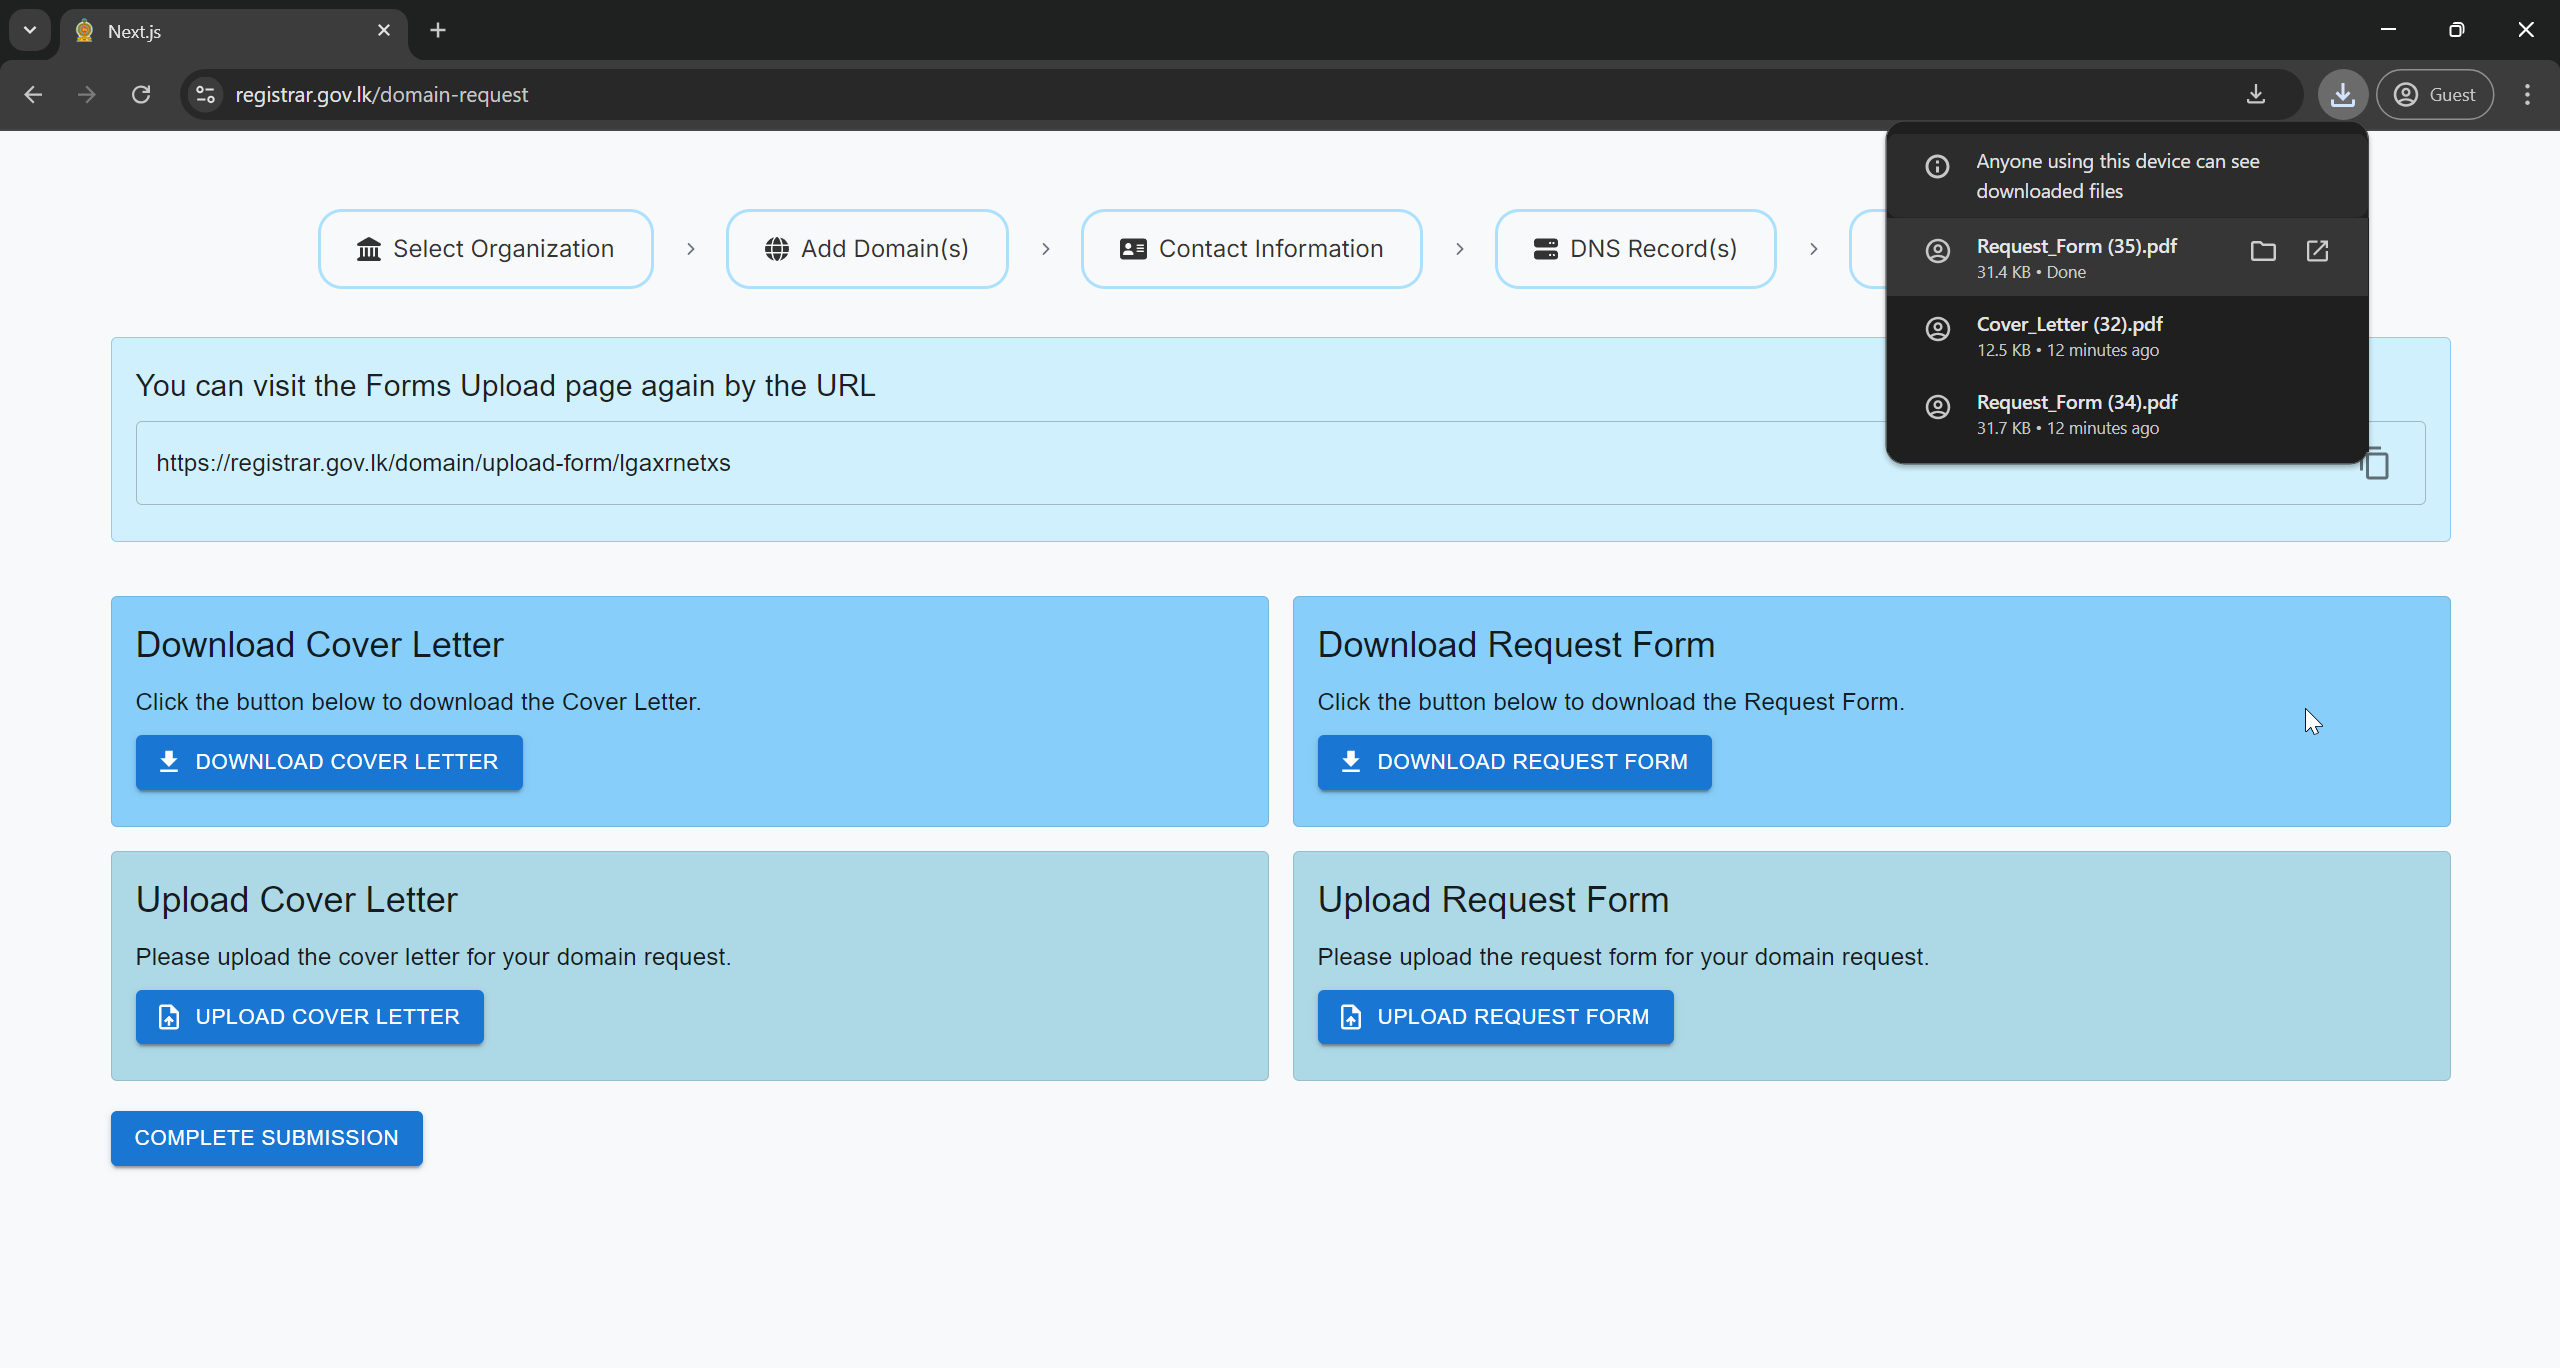 Next.js
registrar.gov.lk/domain-request
Guest
Anyone using this device can see
downloaded files
Request_Form (35).pdf
31.4 KB • Done
Cover_Letter (32).pdf
12.5 KB • 12 minutes ago
Request_Form (34).pdf
31.7 KB • 12 minutes ago
Select Organization
Add Domain(s)
Contact Information
DNS Record(s)
You can visit the Forms Upload page again by the URL
https://registrar.gov.lk/domain/upload-form/lgaxrnetxs
Download Cover Letter
Click the button below to download the Cover Letter.
DOWNLOAD COVER LETTER
Download Request Form
Click the button below to download the Request Form.
DOWNLOAD REQUEST FORM
Upload Cover Letter
Please upload the cover letter for your domain request.
UPLOAD COVER LETTER
Upload Request Form
Please upload the request form for your domain request.
UPLOAD REQUEST FORM
COMPLETE SUBMISSION